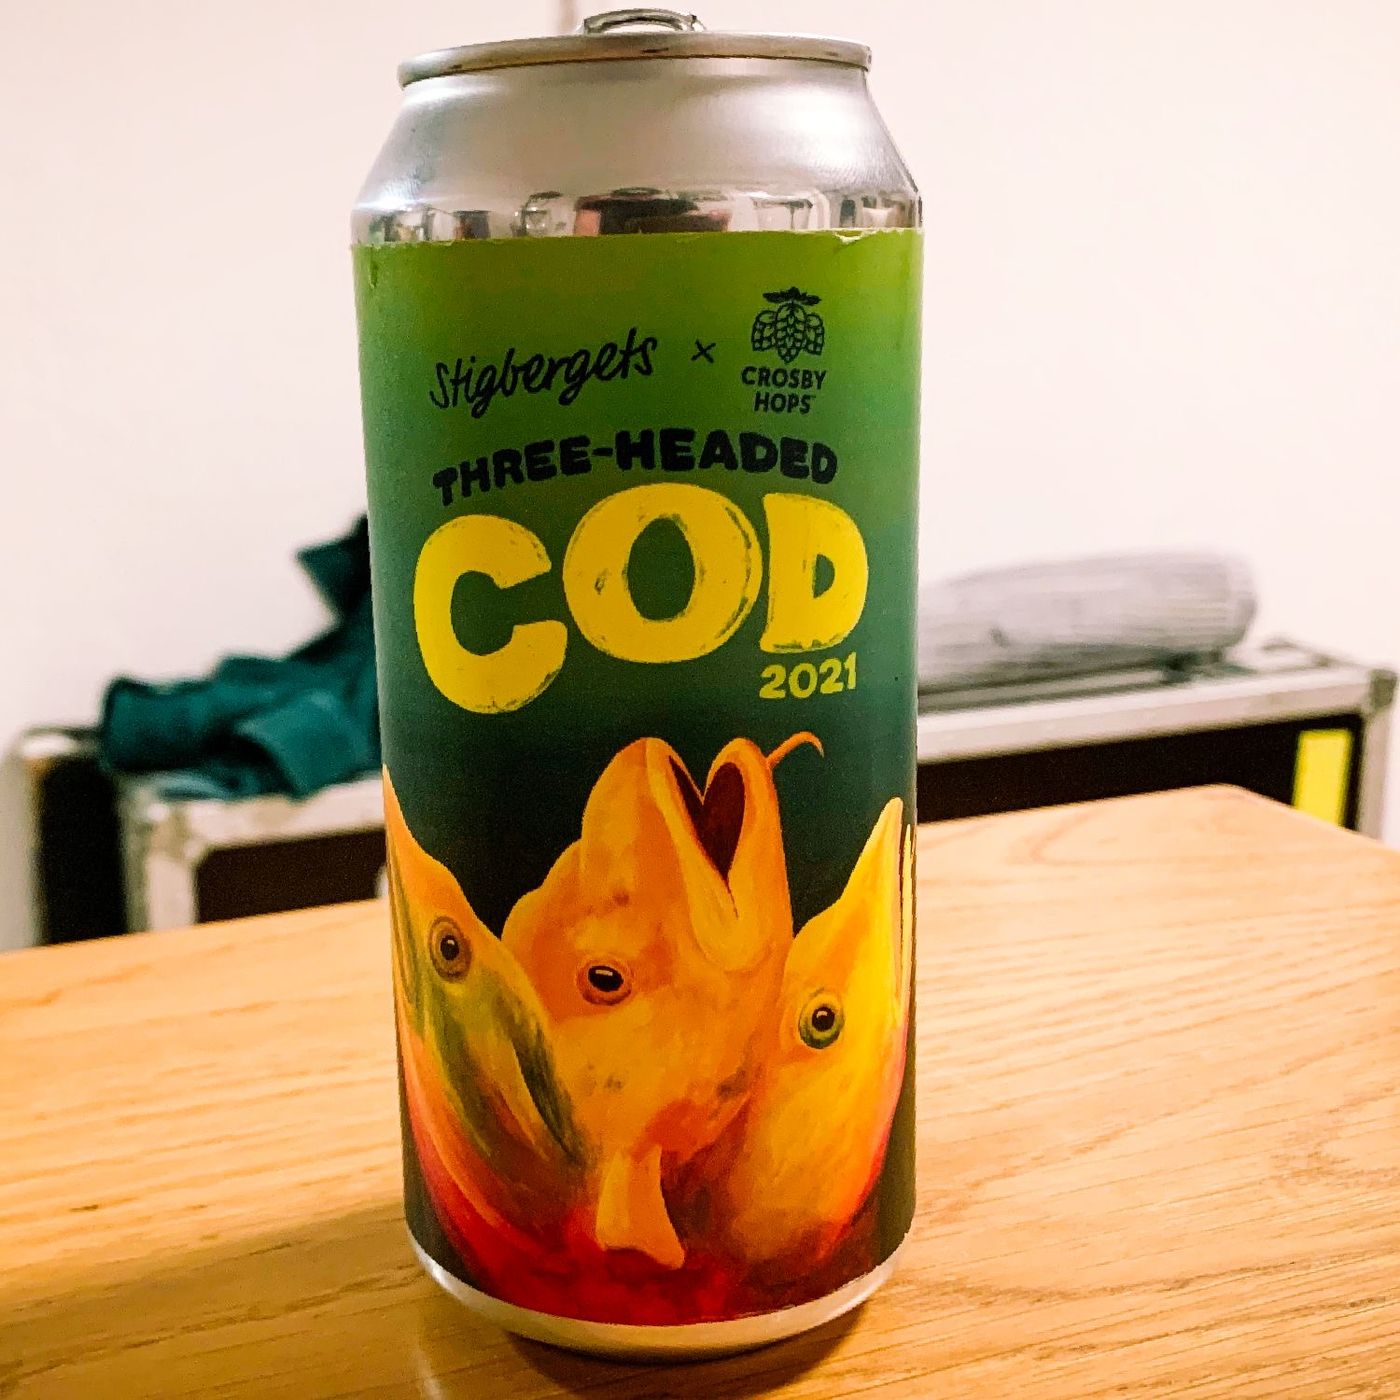 Stigbergets x
CROSBY
HOPS
THREE-HEADED
COD
2021